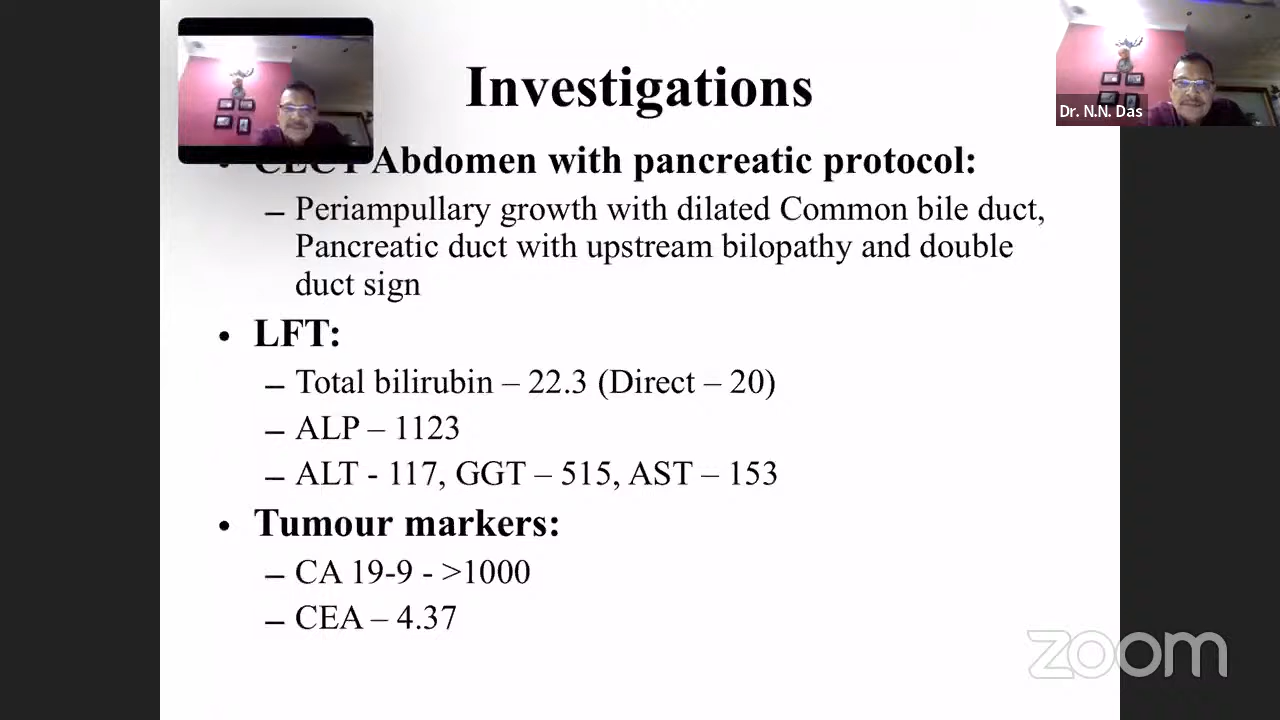 Investigations
Dr. N.N. Das
• Abdomen with pancreatic protocol:
– Periampullary growth with dilated Common bile duct,
Pancreatic duct with upstream bilopathy and double
duct sign
• LFT:
– Total bilirubin – 22.3 (Direct – 20)
– ALP – 1123
– ALT - 117, GGT – 515, AST – 153
• Tumour markers:
– CA 19-9 - >1000
– CEA – 4.37
zoom